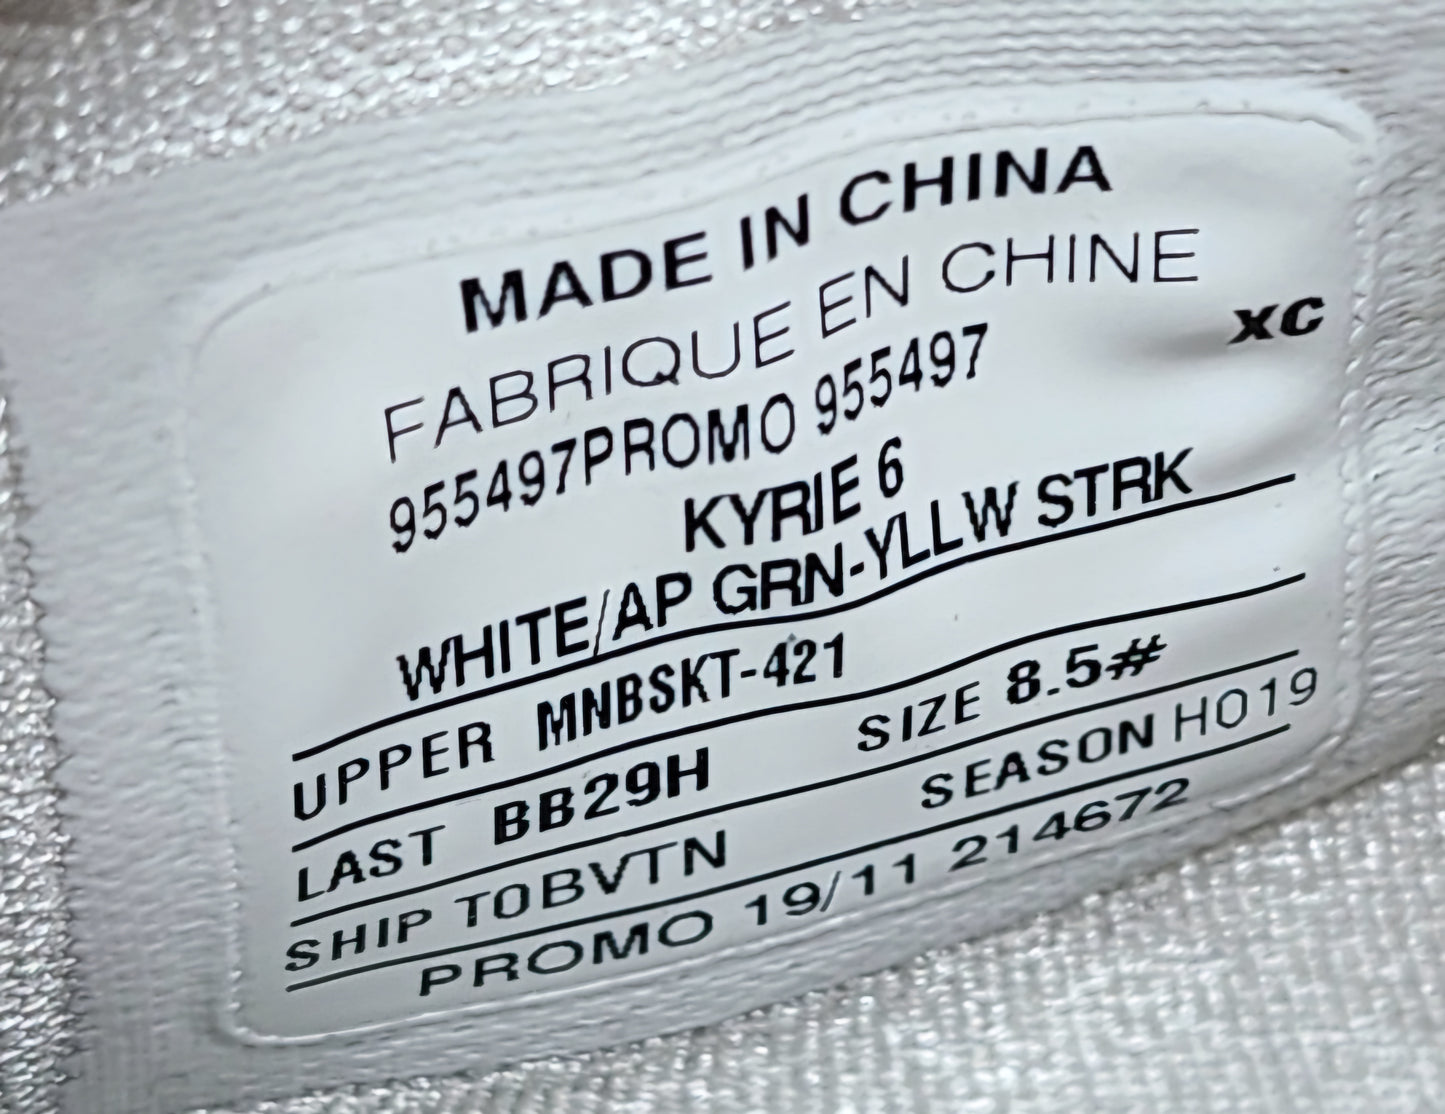 MADE IN CHINA
FABRIQUE EN CHINE
XC
955497PROMO 955497
KYRIE 6
WHITE/AP GRN-YLLW STRK
UPPER MNBSKT-421
LAST BB29H SIZE 8.5#
SHIP TOBVTN SEASON HO19
PROMO 19/11 214672